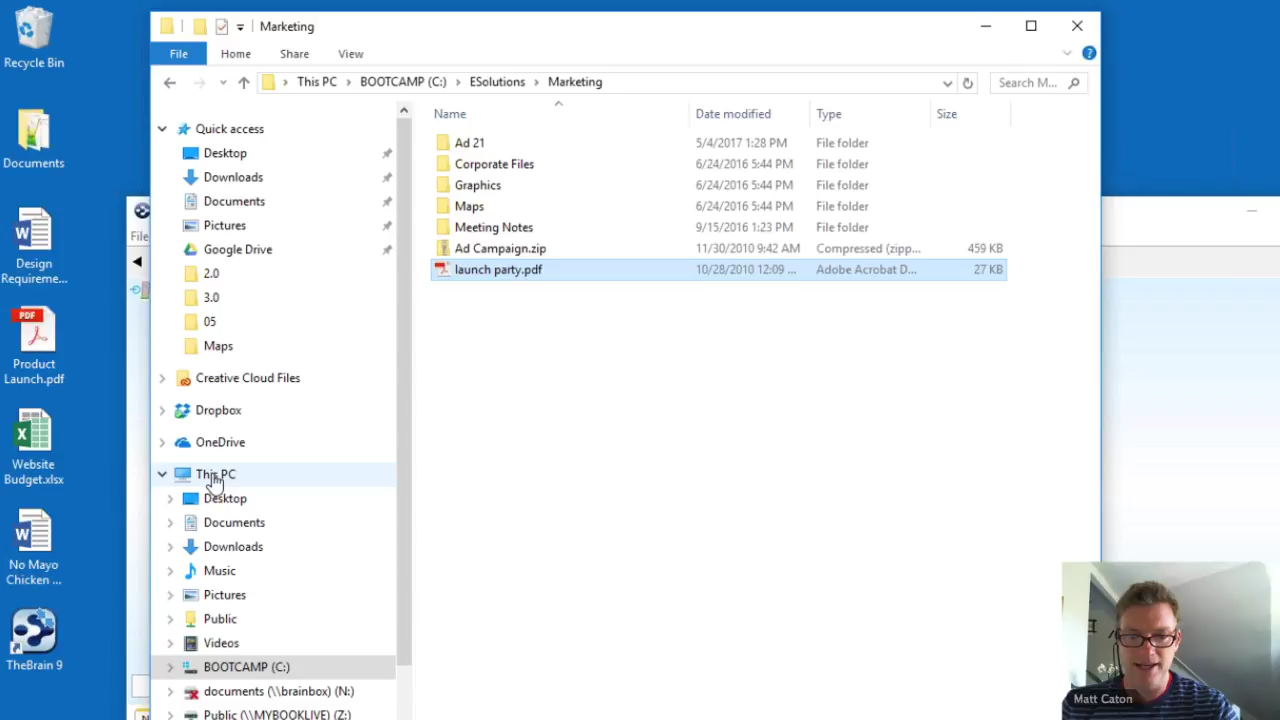 Marketing
File
Home
Share
View
This PC
BOOTCAMP (C:)
ESolutions
Marketing
Search M...
Name
Date modified
Type
Size
Ad 21
5/4/2017 1:28 PM
File folder
Corporate Files
6/24/2016 5:44 PM
File folder
Graphics
6/24/2016 5:44 PM
File folder
Maps
6/24/2016 5:44 PM
File folder
Meeting Notes
9/15/2016 1:23 PM
File folder
Ad Campaign.zip
11/30/2010 9:42 AM
Compressed (zipp...
459 KB
launch party.pdf
10/28/2010 12:09 ...
Adobe Acrobat D...
27 KB
Quick access
Desktop
Downloads
Documents
Pictures
Google Drive
2.0
3.0
05
Maps
Creative Cloud Files
Dropbox
OneDrive
This PC
Desktop
Documents
Downloads
Music
Pictures
Public
Videos
BOOTCAMP (C:)
documents (\\brainbox) (N:)
Public (\\MYBOOKLIVE) (Z:)
Recycle Bin
Documents
Design
Requireme...
PDF
Product
Launch.pdf
Website
Budget.xlsx
No Mayo
Chicken ...
TheBrain 9
File
Matt Caton